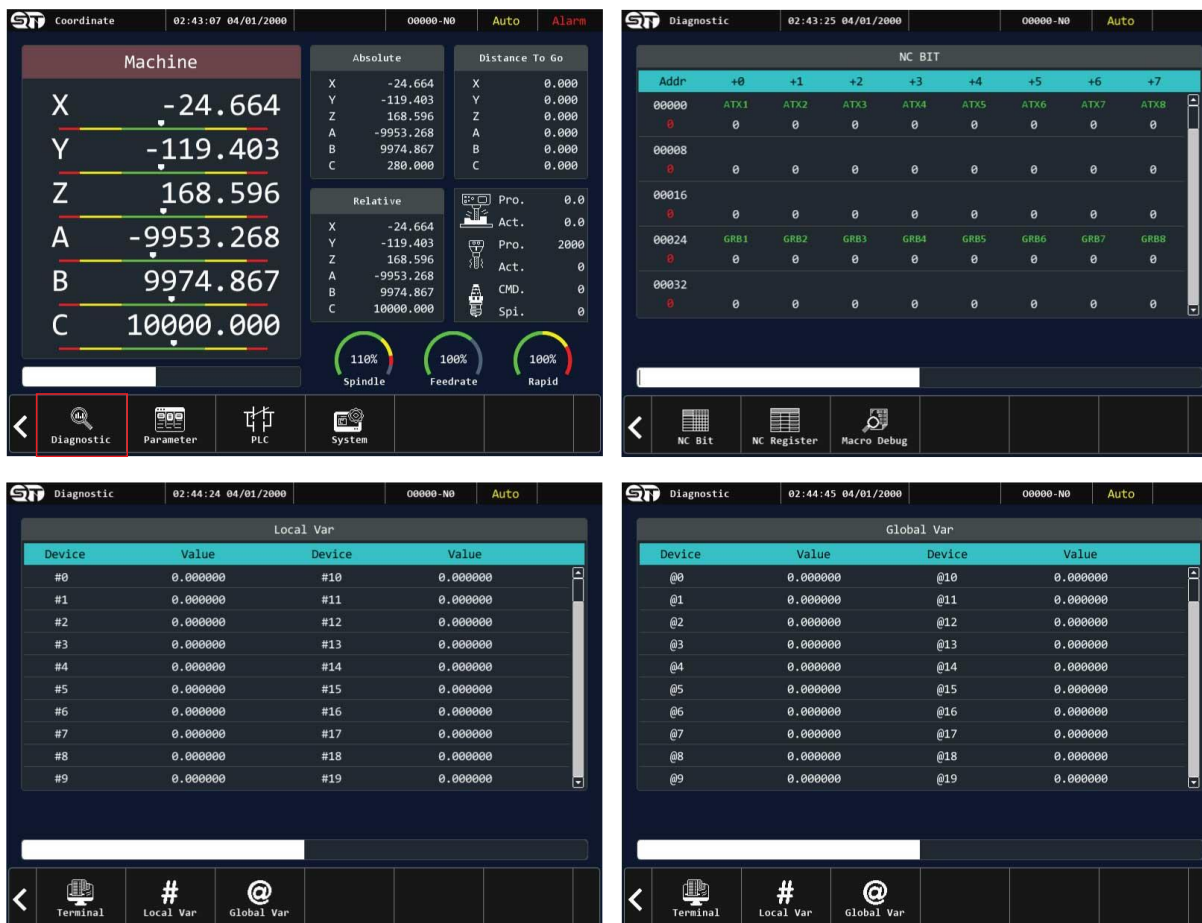 ST Coordinate 02:43:07 04/01/2000 O0000-N0 Auto Alarm
Machine
X -24.664
Y -119.403
Z 168.596
A -9953.268
B 9974.867
C 10000.000
Absolute
X -24.664
Y -119.403
Z 168.596
A -9953.268
B 9974.867
C 280.000
Distance To Go
X 0.000
Y 0.000
Z 0.000
A 0.000
B 0.000
C 0.000
Relative
X -24.664
Y -119.403
Z 168.596
A -9953.268
B 9974.867
C 10000.000
Pro. 0.0
Act. 0.0
Pro. 2000
Act. 0
CMD. 0
Spi. 0
110% 100% 100%
Spindle Feedrate Rapid
Diagnostic Parameter PLC System
ST Diagnostic 02:43:25 04/01/2000 O0000-N0 Auto
NC BIT
Addr +0 +1 +2 +3 +4 +5 +6 +7
00000 ATX1 ATX2 ATX3 ATX4 ATX5 ATX6 ATX7 ATX8
0 0 0 0 0 0 0 0 0
00008
0 0 0 0 0 0 0 0 0
00016
0 0 0 0 0 0 0 0 0
00024 GRB1 GRB2 GRB3 GRB4 GRB5 GRB6 GRB7 GRB8
0 0 0 0 0 0 0 0 0
00032
0 0 0 0 0 0 0 0 0
NC Bit NC Register Macro Debug
ST Diagnostic 02:44:24 04/01/2000 O0000-N0 Auto
Local Var
Device Value Device Value
#0 0.000000 #10 0.000000
#1 0.000000 #11 0.000000
#2 0.000000 #12 0.000000
#3 0.000000 #13 0.000000
#4 0.000000 #14 0.000000
#5 0.000000 #15 0.000000
#6 0.000000 #16 0.000000
#7 0.000000 #17 0.000000
#8 0.000000 #18 0.000000
#9 0.000000 #19 0.000000
# @
Terminal Local Var Global Var
ST Diagnostic 02:44:45 04/01/2000 O0000-N0 Auto
Global Var
Device Value Device Value
@0 0.000000 @10 0.000000
@1 0.000000 @11 0.000000
@2 0.000000 @12 0.000000
@3 0.000000 @13 0.000000
@4 0.000000 @14 0.000000
@5 0.000000 @15 0.000000
@6 0.000000 @16 0.000000
@7 0.000000 @17 0.000000
@8 0.000000 @18 0.000000
@9 0.000000 @19 0.000000
# @
Terminal Local Var Global Var